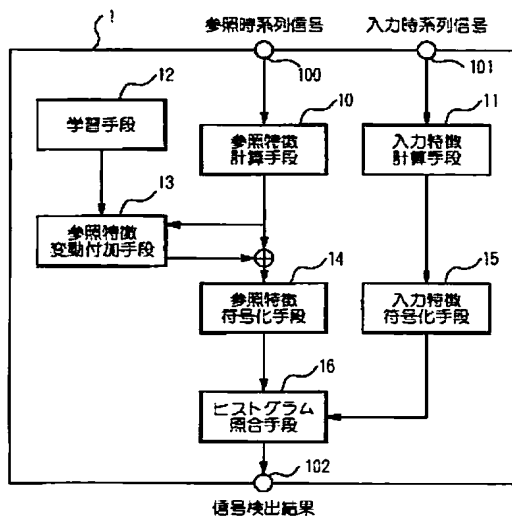 1
参照時系列信号
入力時系列信号
100
101
12
10
11
学習手段
参照特徴
計算手段
入力特徴
計算手段
13
参照特徴
変動付加手段
14
15
参照特徴
符号化手段
入力特徴
符号化手段
16
ヒストグラム
照合手段
102
信号検出結果